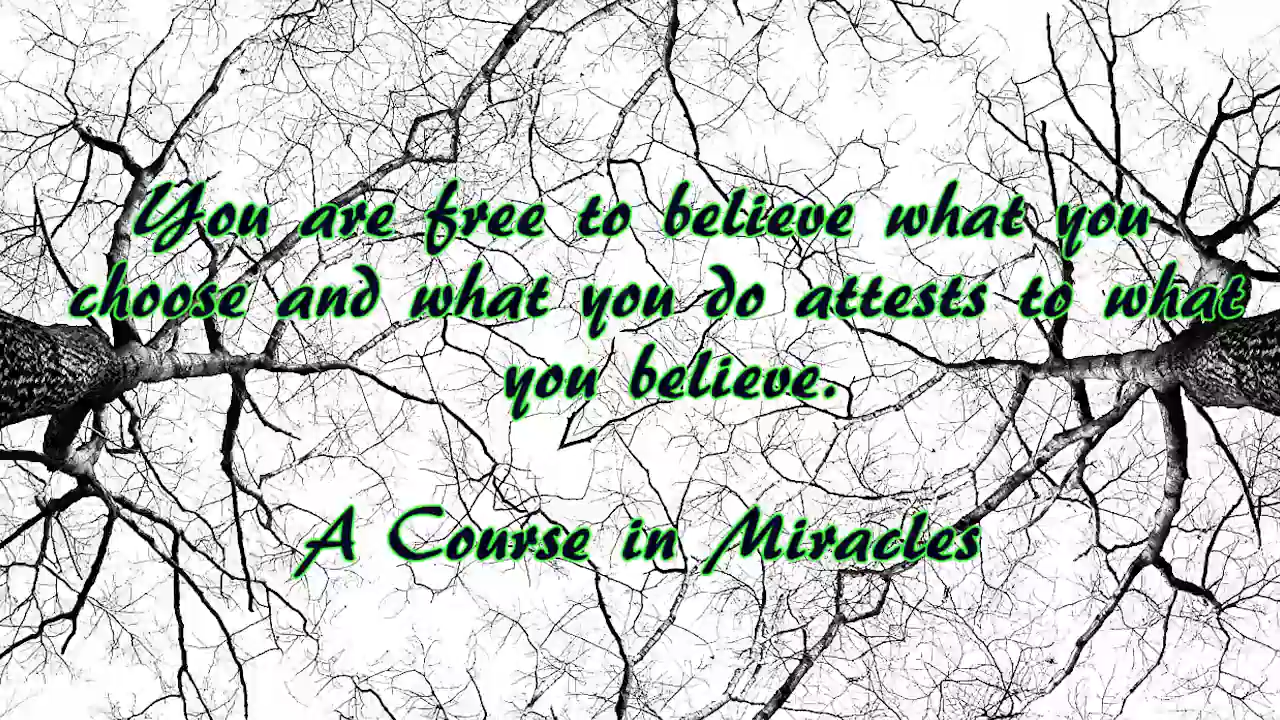 You are free to believe what you
choose and what you do attests to what
you believe.
A Course in Miracles